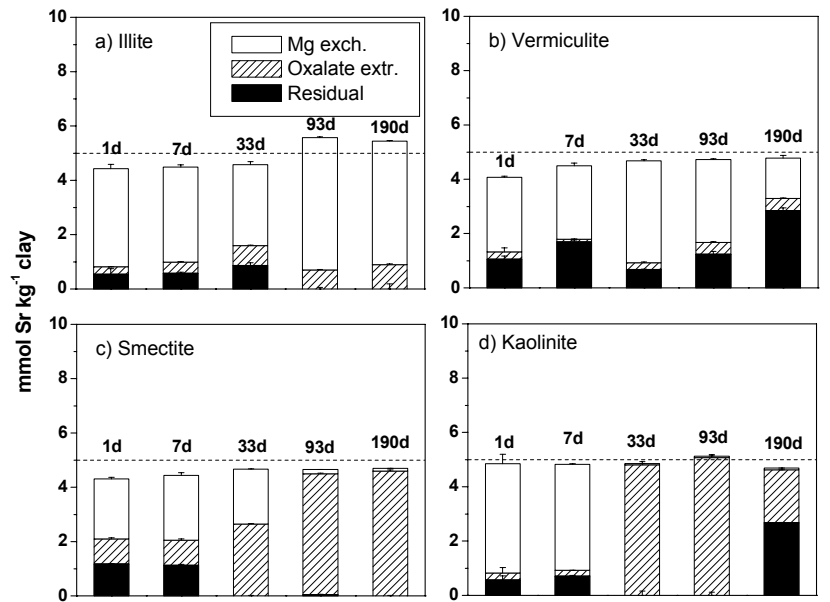 10
8
6
4
2
0
a) Illite
Mg exch.
Oxalate extr.
Residual
1d
7d
33d
93d
190d
10
8
6
4
2
0
b) Vermiculite
1d
7d
33d
93d
190d
mmol Sr kg⁻¹ clay
10
8
6
4
2
0
c) Smectite
1d
7d
33d
93d
190d
10
8
6
4
2
0
d) Kaolinite
1d
7d
33d
93d
190d